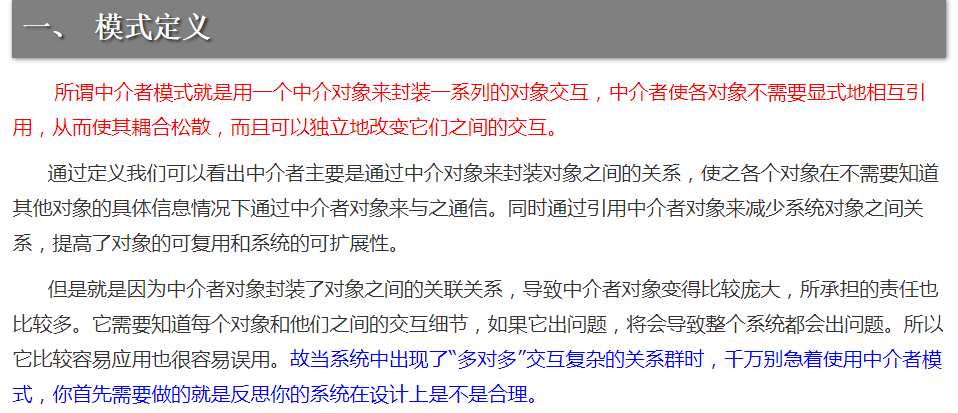 一、 模式定义
所谓中介者模式就是用一个中介对象来封装一系列的对象交互，中介者使各对象不需要显式地相互引
用，从而使其耦合松散，而且可以独立地改变它们之间的交互。
通过定义我们可以看出中介者主要是通过中介对象来封装对象之间的关系，使之各个对象在不需要知道
其他对象的具体信息情况下通过中介者对象来与之通信。同时通过引用中介者对象来减少系统对象之间关
系，提高了对象的可复用和系统的可扩展性。
但是就是因为中介者对象封装了对象之间的关联关系，导致中介者对象变得比较庞大，所承担的责任也
比较多。它需要知道每个对象和他们之间的交互细节，如果它出问题，将会导致整个系统都会出问题。所以
它比较容易应用也很容易误用。故当系统中出现了“多对多”交互复杂的关系群时，千万别急着使用中介者模
式，你首先需要做的就是反思你的系统在设计上是不是合理。